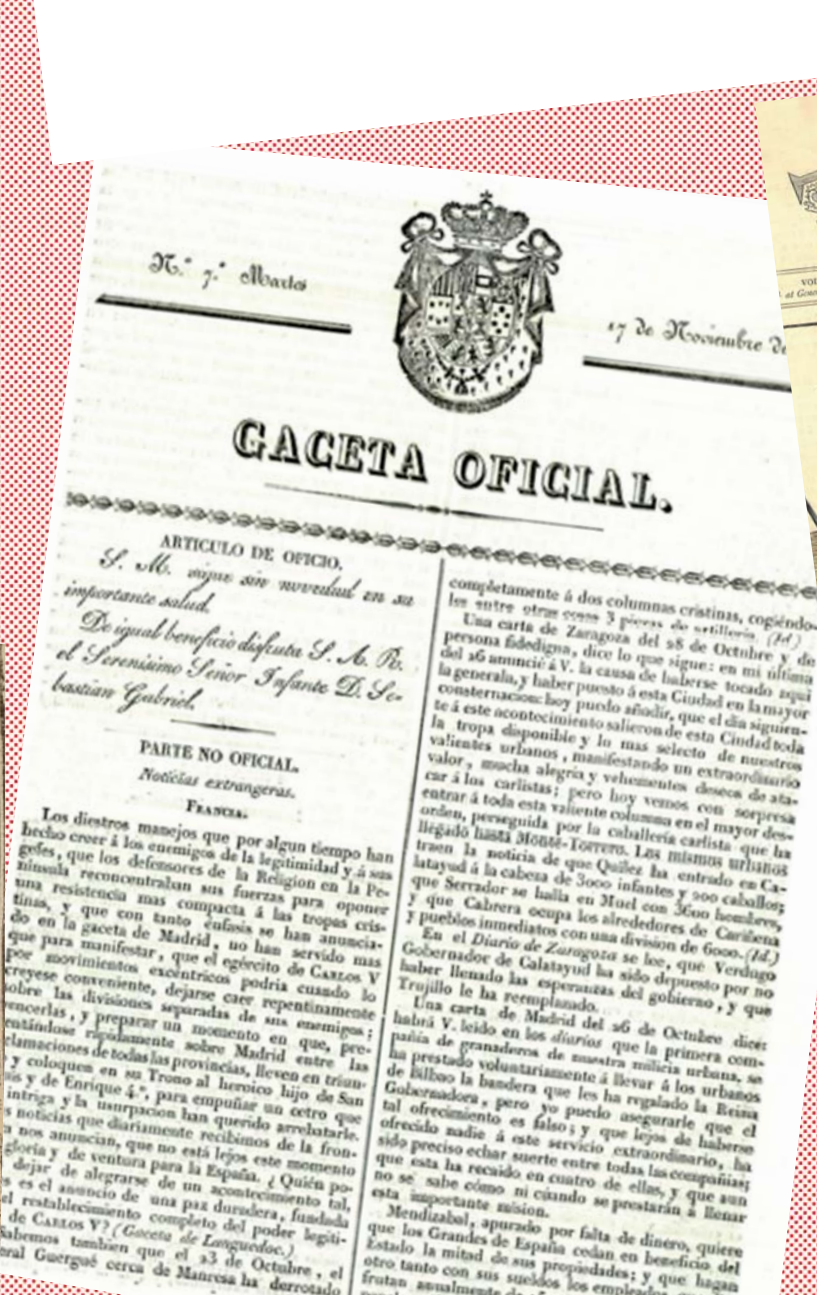 N.º 7.º Martes
17 de Noviembre de
GACETA OFICIAL.
ARTICULO DE OFICIO.
S. M. sigue sin novedad en su
importante salud.
De igual beneficio disfruta S. A. R.
el Serenisimo Señor Infante D. Se-
bastian Gabriel.
PARTE NO OFICIAL.
Noticias extrangeras.
FRANCIA.
Los diestros manejos que por algun tiempo han
hecho creer á los enemigos de la legitimidad y á sus
gefes, que los defensores de la Religion en la Pe-
nínsula reconcentraban sus fuerzas para oponer
una resistencia mas compacta á las tropas cris-
tinas, y que con tanto énfasis se han anuncia-
do en la gaceta de Madrid, no han servido mas
que para manifestar, que el egército de CARLOS V
por movimientos excéntricos podria cuando lo
creyese conveniente, dejarse caer repentinamente
sobre las divisiones separadas de sus enemigos;
vencerlas, y preparar un momento en que, pre-
sentándose rápidamente sobre Madrid entre las
clamaciones de todas las provincias, lleven en triun-
y coloquen en su Trono al heroico hijo de San
is y de Enrique 4.º, para empuñar un cetro que
intriga y la usurpacion han querido arrebatarle.
s noticias que diariamente recibimos de la fron-
nos anuncian, que no está lejos este momento
gloria y de ventura para la España. ¿Quién po-
dejar de alegrarse de un acontecimiento tal,
s es el anuncio de una paz duradera, fundada
el restablecimiento completo del poder legiti-
de CARLOS V? (Gaceta de Languedoc.)
Sabemos tambien que el 23 de Octubre, el
eral Guergué cerca de Manresa ha derrotado
completamente á dos columnas cristinas, cogiéndo-
les entre otras cosas 3 piezas de artillería. (Id.)
Una carta de Zaragoza del 28 de Octubre y de
persona fidedigna, dice lo que sigue: en mi última
del 26 anuncié á V. la causa de haberse tocado aqui
la generala, y haber puesto á esta Ciudad en la mayor
consternacion: hoy puedo añadir, que el dia siguien-
te á este acontecimiento salieron de esta Ciudad toda
la tropa disponible y lo mas selecto de nuestros
valientes urbanos, manifestando un extraordinario
valor, mucha alegria y vehementes deseos de ata-
car á los carlistas; pero hoy vemos con sorpresa
entrar á toda esta valiente columna en el mayor des-
orden, perseguida por la caballería carlista que ha
llegado hasta Monte-Torrero. Los mismos urbanos
traen la noticia de que Quilez ha entrado en Ca-
latayud á la cabeza de 3000 infantes y 200 caballos;
que Serrador se halla en Muel con 3600 hombres,
y que Cabrera ocupa los alrededores de Cariñena
y pueblos inmediatos con una division de 6000. (Id.)
En el Diario de Zaragoza se lee, que Verdugo
Gobernador de Calatayud ha sido depuesto por no
haber llenado las esperanzas del gobierno, y que
Trujillo le ha reemplazado.
Una carta de Madrid del 26 de Octubre dice:
habrá V. leido en los diarios que la primera com-
pañía de granaderos de nuestra milicia urbana, se
ha prestado voluntariamente á llevar á los urbanos
de Bilbao la bandera que les ha regalado la Reina
Gobernadora, pero yo puedo asegurarle que el
tal ofrecimiento es falso; y que lejos de haberse
ofrecido nadie á este servicio extraordinario, ha
sido preciso echar suerte entre todas las compañias;
que esta ha recaido en cuatro de ellas, y que aun
no se sabe cómo ni cuándo se prestarán á llenar
esta importante mision.
Mendizabal, apurado por falta de dinero, quiere
que los Grandes de España cedan en beneficio del
Estado la mitad de sus propiedades; y que hagan
otro tanto con sus sueldos los empleados
frutan anualmente de
VOL
al Gen